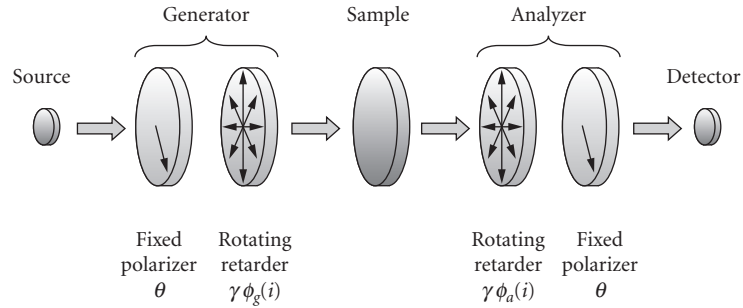 Generator
Sample
Analyzer
Source
Detector
Fixed
polarizer
θ
Rotating
retarder
γ ϕg(i)
Rotating
retarder
γ ϕa(i)
Fixed
polarizer
θ